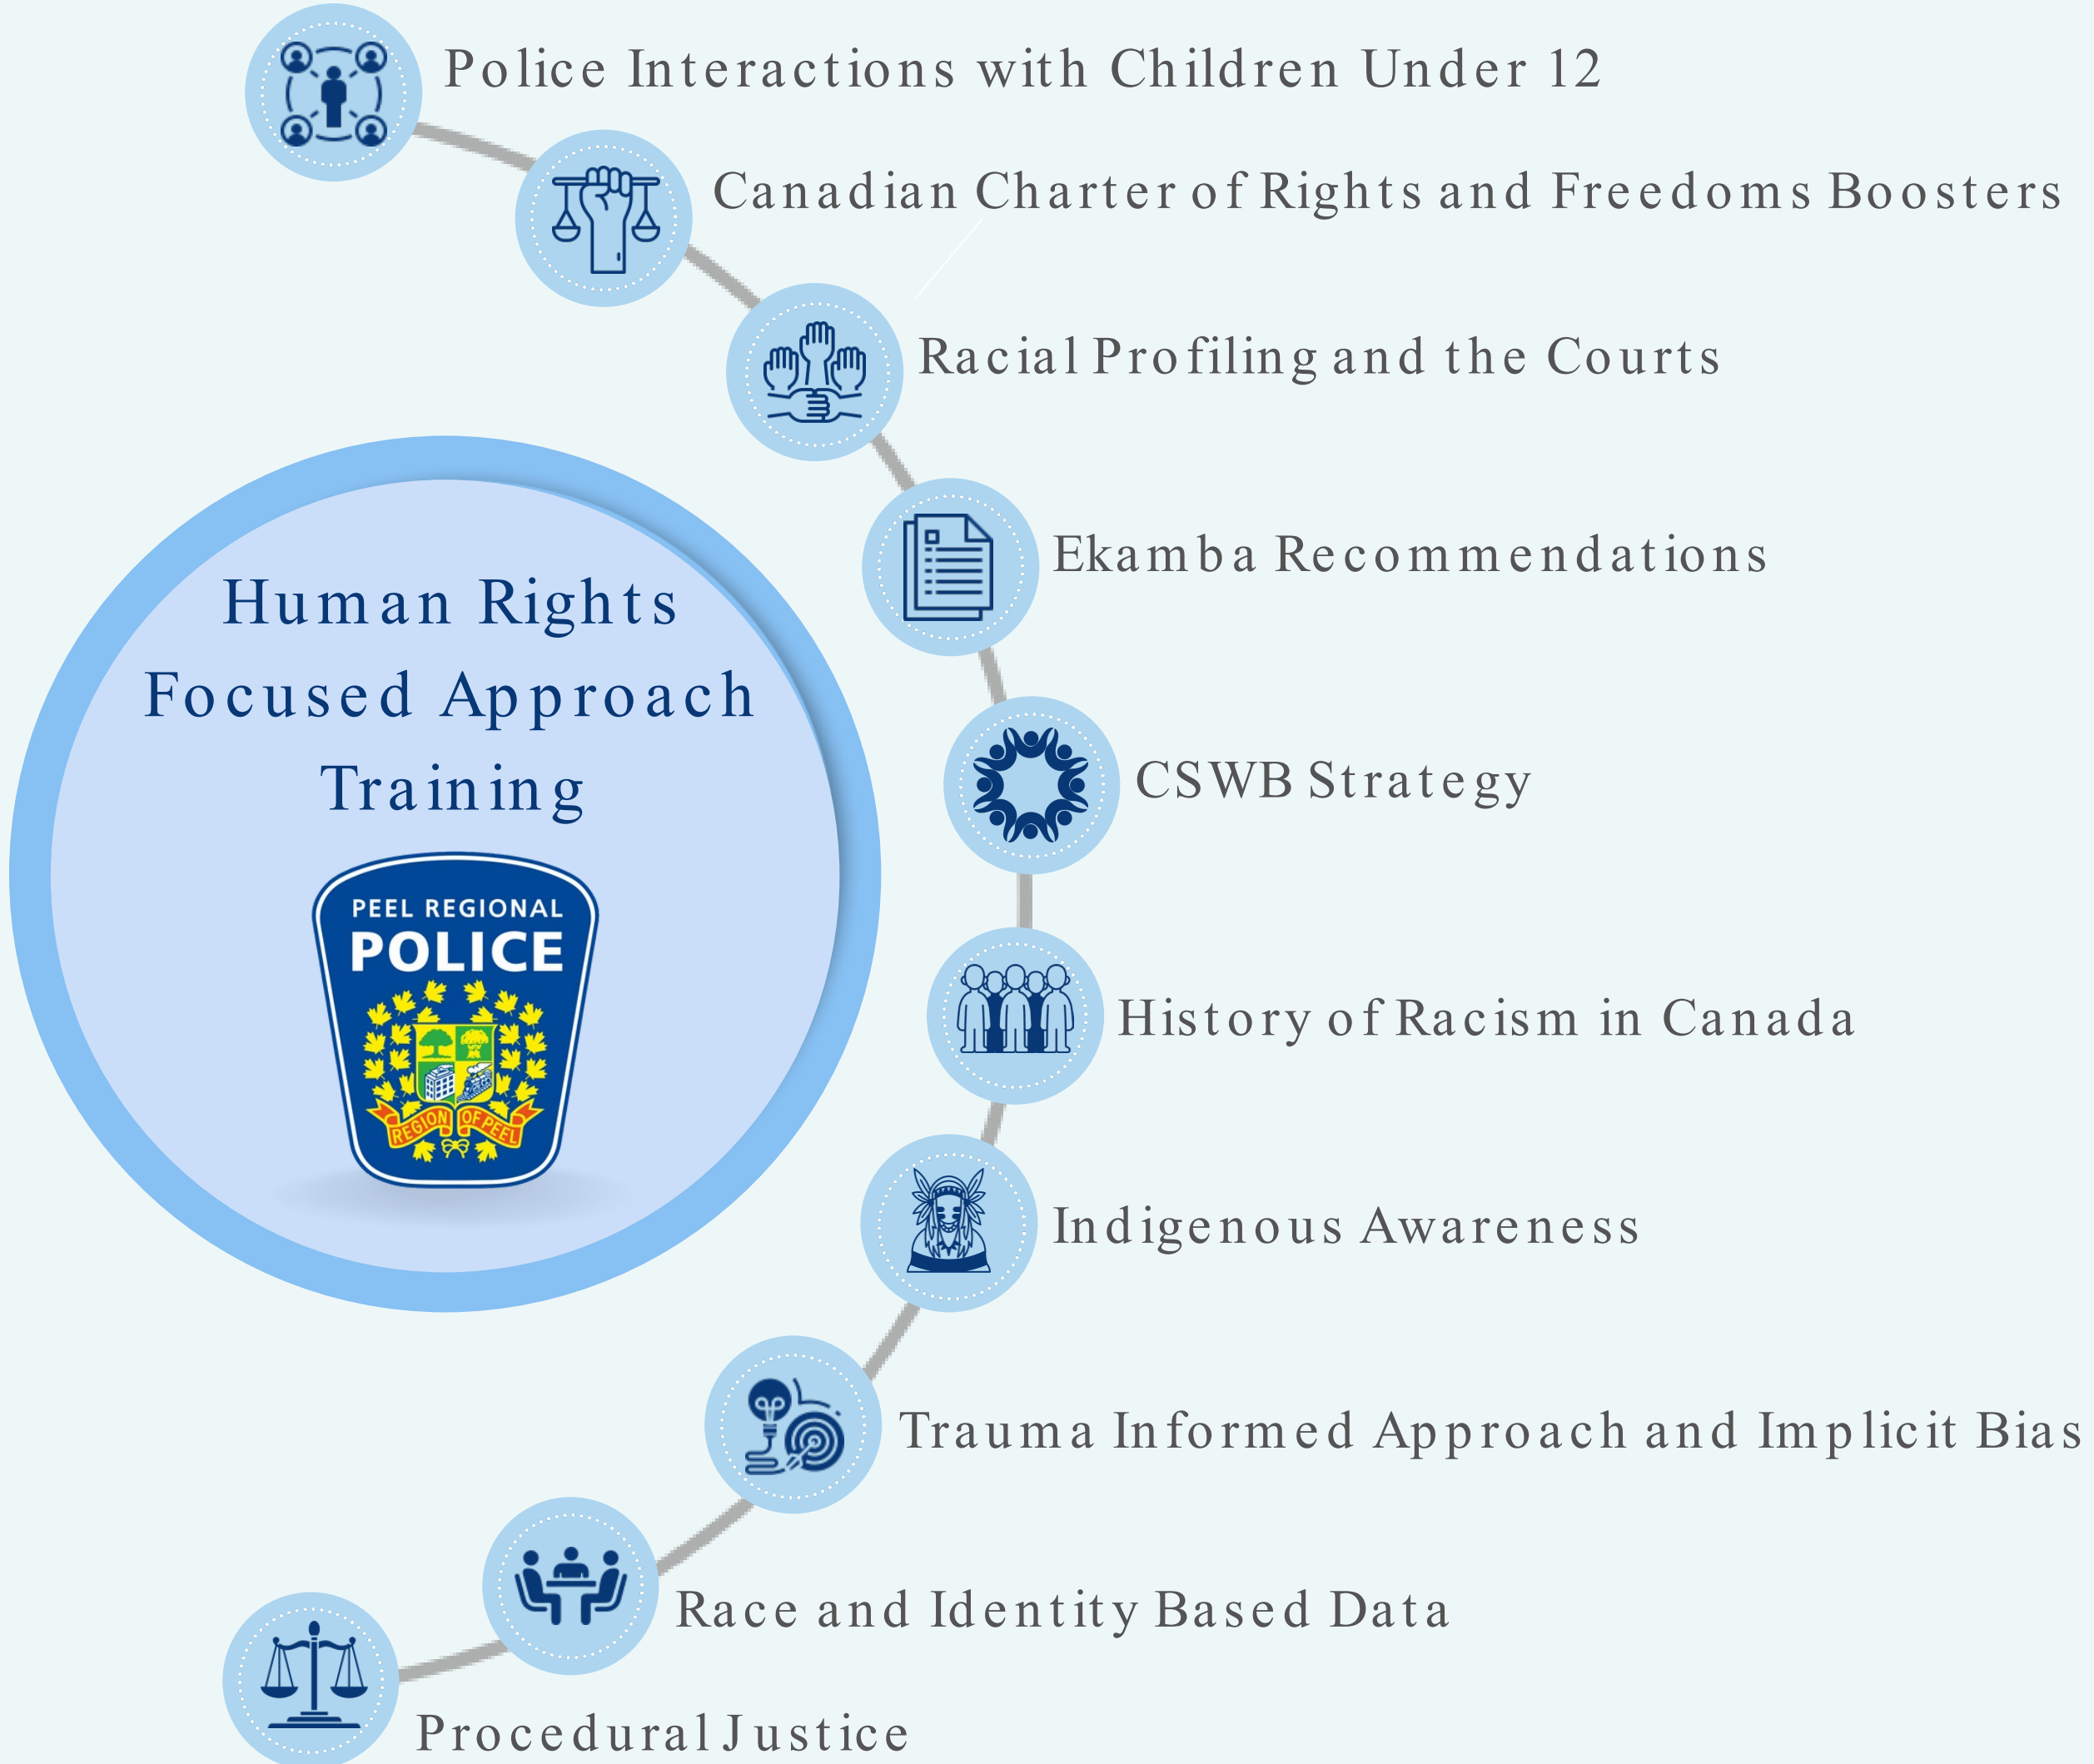 Police Interactions with Children Under 12
Canadian Charter of Rights and Freedoms Boosters
Racial Profiling and the Courts
Ekamba Recommendations
Human Rights
Focused Approach
Training
CSWB Strategy
PEEL REGIONAL
POLICE
History of Racism in Canada
REGION OF PEEL
Indigenous Awareness
Trauma Informed Approach and Implicit Bias
Race and Identity Based Data
Procedural Justice